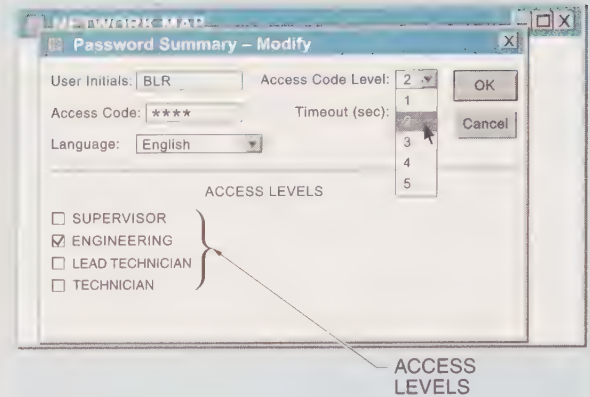 NETWORK MAP
Password Summary – Modify
X
User Initials: BLR
Access Code Level: 2
OK
Access Code: ****
Timeout (sec):
Cancel
Language: English
1
2
3
4
5
ACCESS LEVELS
SUPERVISOR
ENGINEERING
LEAD TECHNICIAN
TECHNICIAN
ACCESS
LEVELS